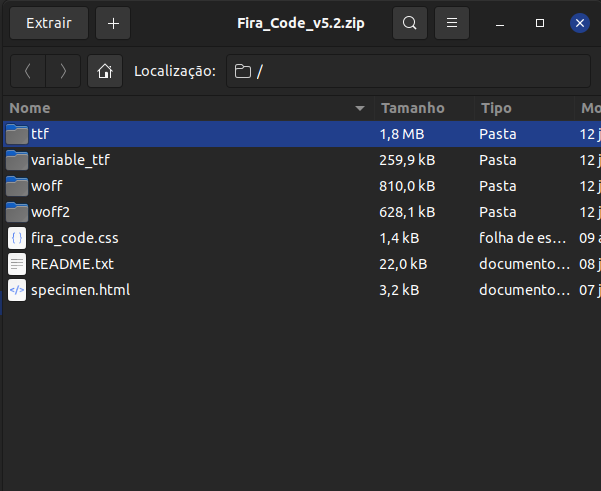 Extrair + Fira_Code_v5.2.zip
Localização: /
Nome Tamanho Tipo Mo
ttf 1,8 MB Pasta 12 j
variable_ttf 259,9 kB Pasta 12 j
woff 810,0 kB Pasta 12 j
woff2 628,1 kB Pasta 12 j
fira_code.css 1,4 kB folha de es... 09 a
README.txt 22,0 kB documento... 08 j
specimen.html 3,2 kB documento... 07 j